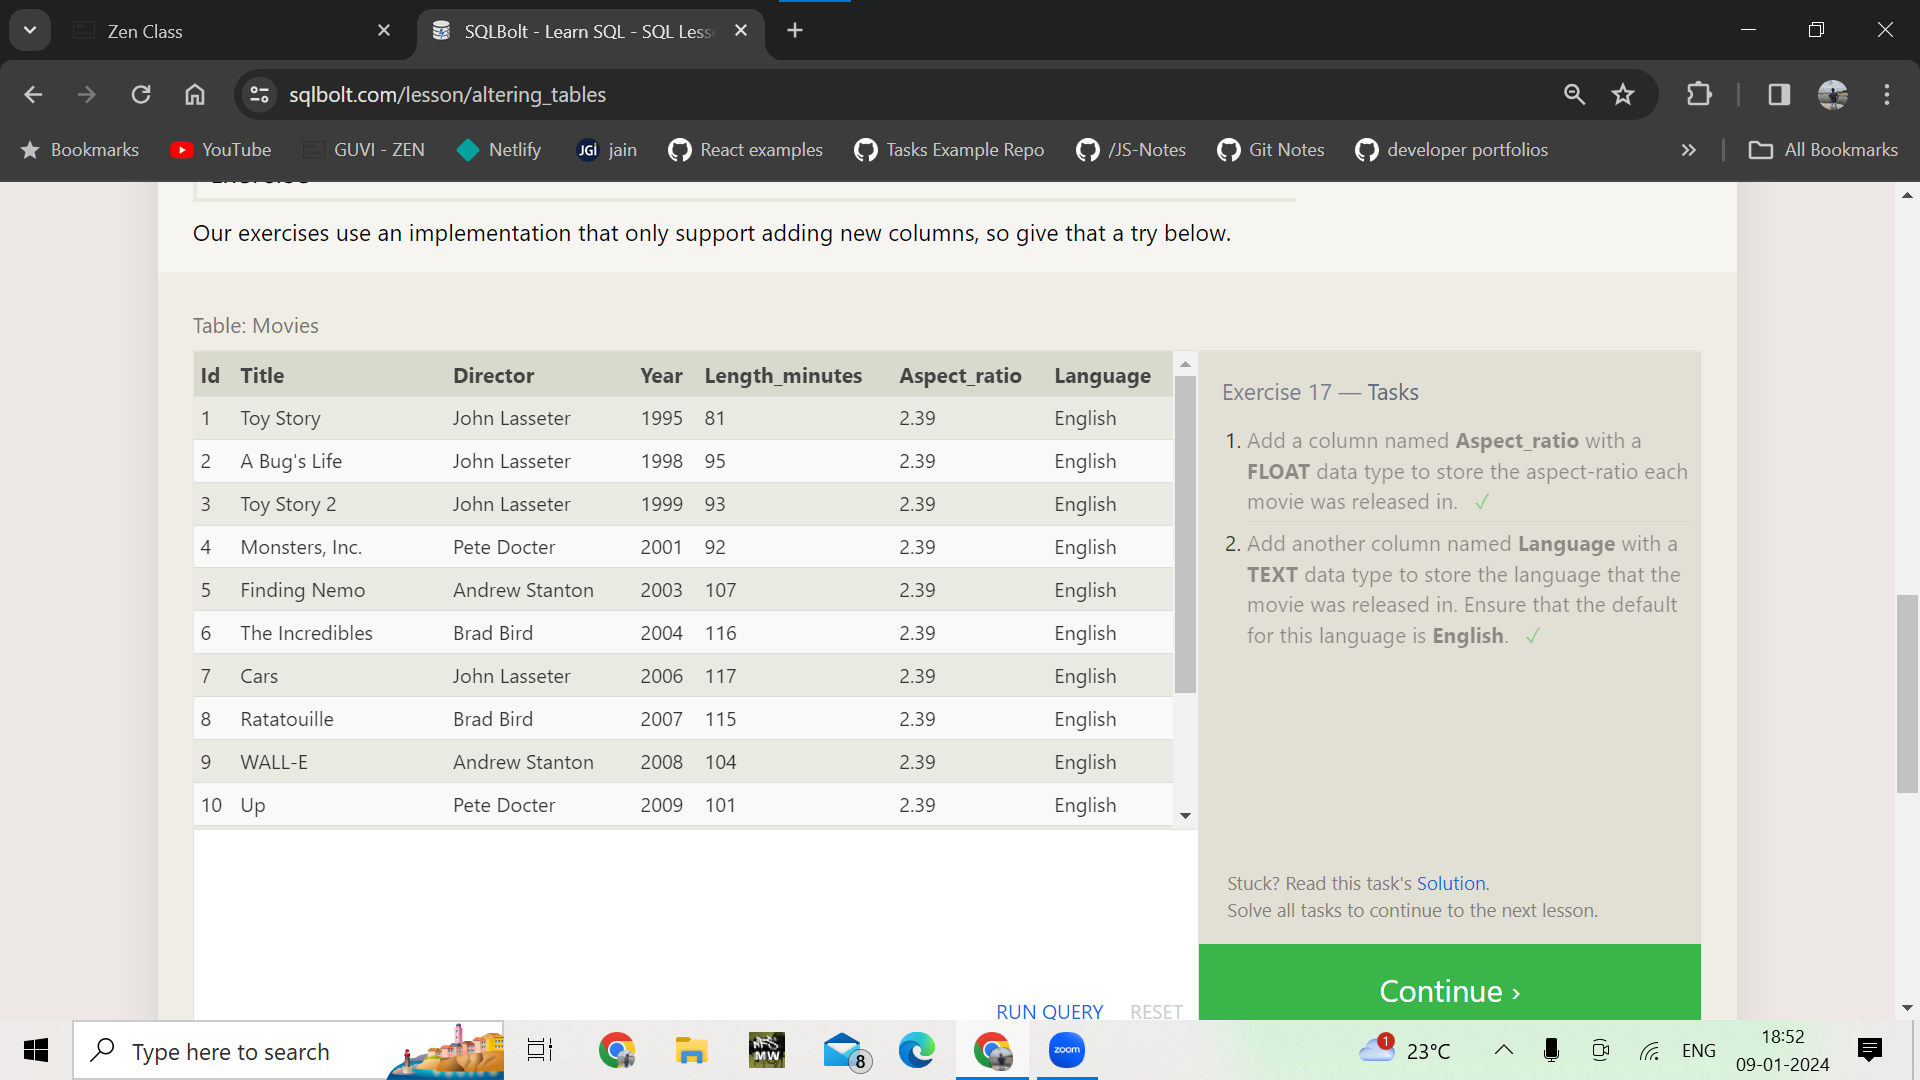 Zen Class
SQLBolt - Learn SQL - SQL Less
sqlbolt.com/lesson/altering_tables
Bookmarks
YouTube
GUVI - ZEN
Netlify
JGi jain
React examples
Tasks Example Repo
/JS-Notes
Git Notes
developer portfolios
All Bookmarks
Our exercises use an implementation that only support adding new columns, so give that a try below.
Table: Movies
Id Title Director Year Length_minutes Aspect_ratio Language
1 Toy Story John Lasseter 1995 81 2.39 English
2 A Bug's Life John Lasseter 1998 95 2.39 English
3 Toy Story 2 John Lasseter 1999 93 2.39 English
4 Monsters, Inc. Pete Docter 2001 92 2.39 English
5 Finding Nemo Andrew Stanton 2003 107 2.39 English
6 The Incredibles Brad Bird 2004 116 2.39 English
7 Cars John Lasseter 2006 117 2.39 English
8 Ratatouille Brad Bird 2007 115 2.39 English
9 WALL-E Andrew Stanton 2008 104 2.39 English
10 Up Pete Docter 2009 101 2.39 English
RUN QUERY RESET
Exercise 17 — Tasks
1. Add a column named Aspect_ratio with a
FLOAT data type to store the aspect-ratio each
movie was released in. ✓
2. Add another column named Language with a
TEXT data type to store the language that the
movie was released in. Ensure that the default
for this language is English. ✓
Stuck? Read this task's Solution.
Solve all tasks to continue to the next lesson.
Continue ›
Type here to search
MW
8
zoom
1
23°C
ENG
18:52
09-01-2024